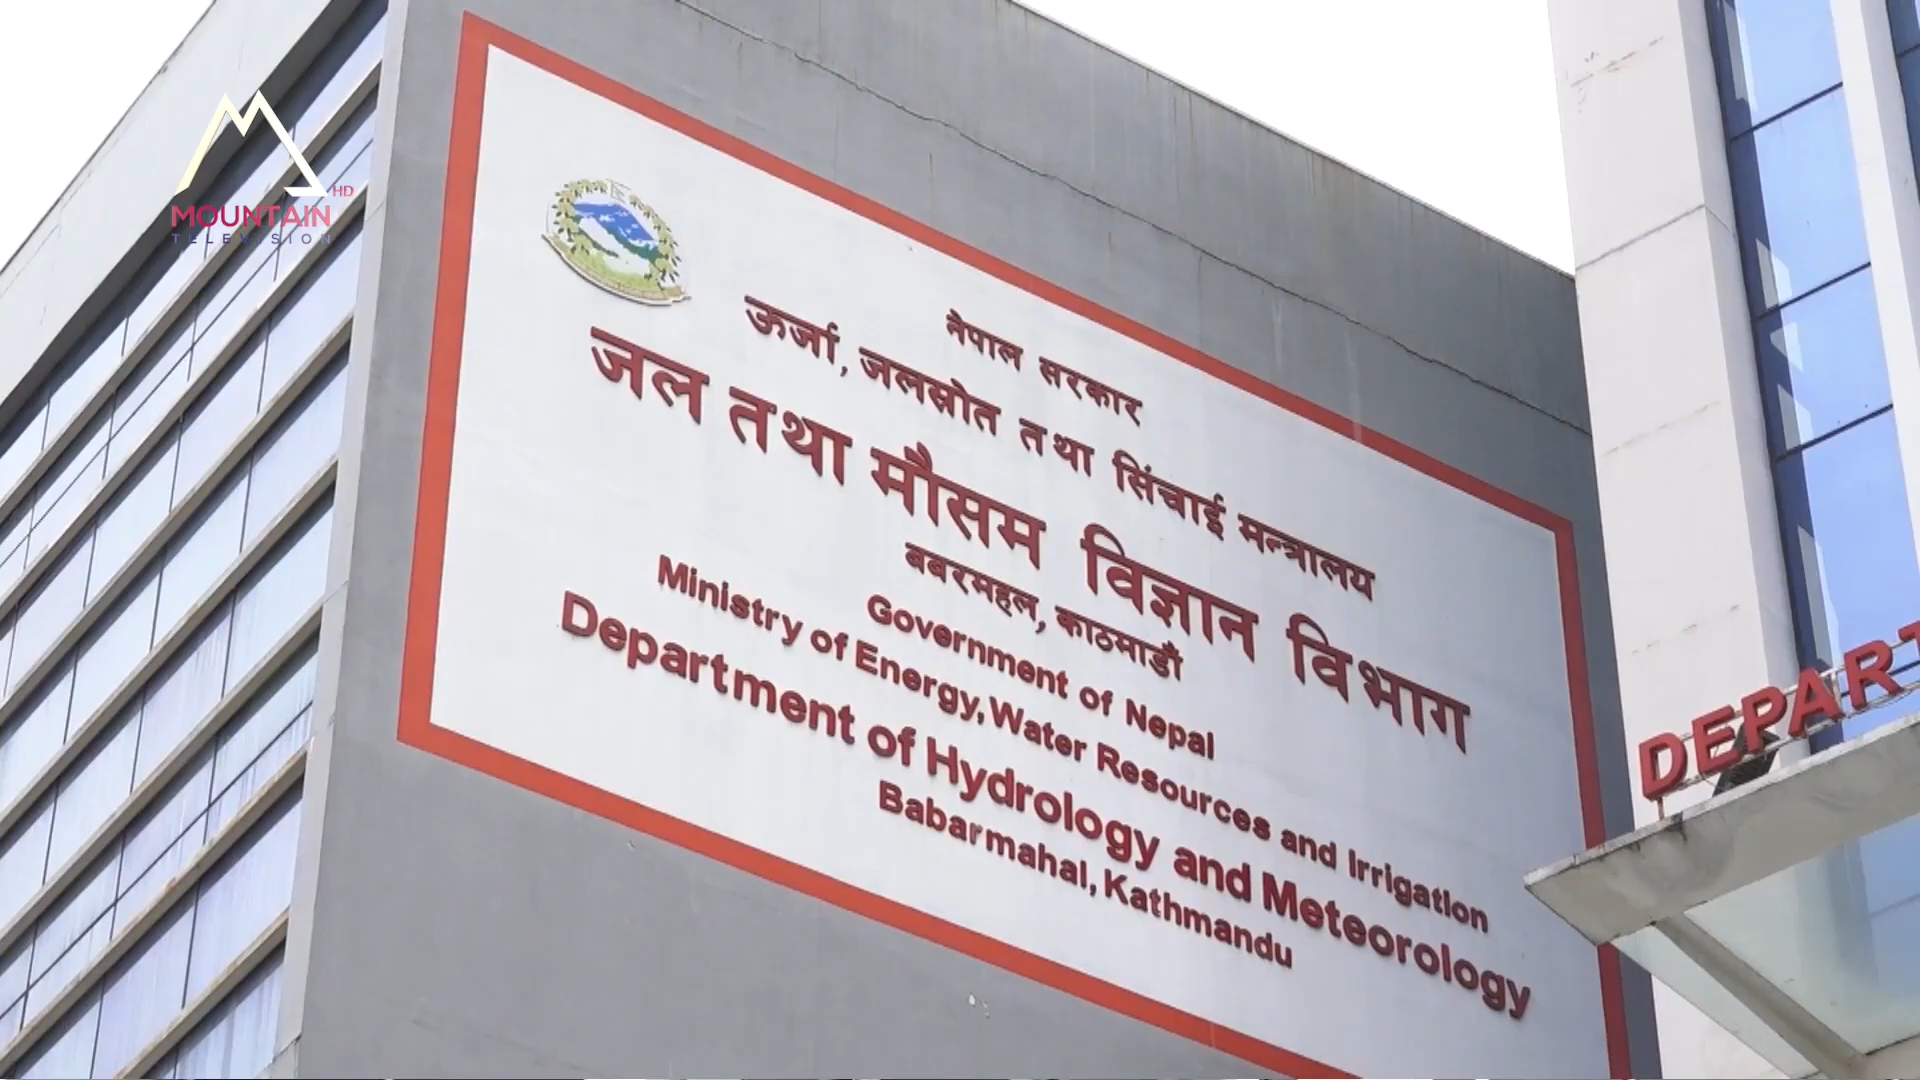 MOUNTAIN HD
TELEVISION
नेपाल सरकार
ऊर्जा, जलस्रोत तथा सिंचाई मन्त्रालय
जल तथा मौसम विज्ञान विभाग
बबरमहल, काठमाडौं
Government of Nepal
Ministry of Energy, Water Resources and Irrigation
Department of Hydrology and Meteorology
Babarmahal, Kathmandu
DEPART